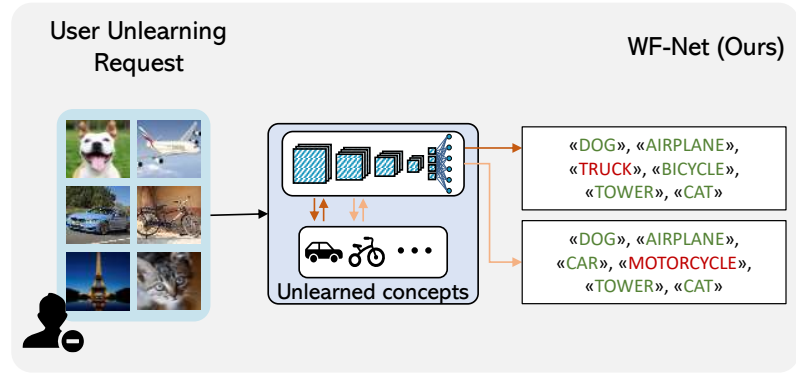 User Unlearning
Request
WF-Net (Ours)
«DOG», «AIRPLANE»,
«TRUCK», «BICYCLE»,
«TOWER», «CAT»
«DOG», «AIRPLANE»,
«CAR», «MOTORCYCLE»,
«TOWER», «CAT»
Unlearned concepts